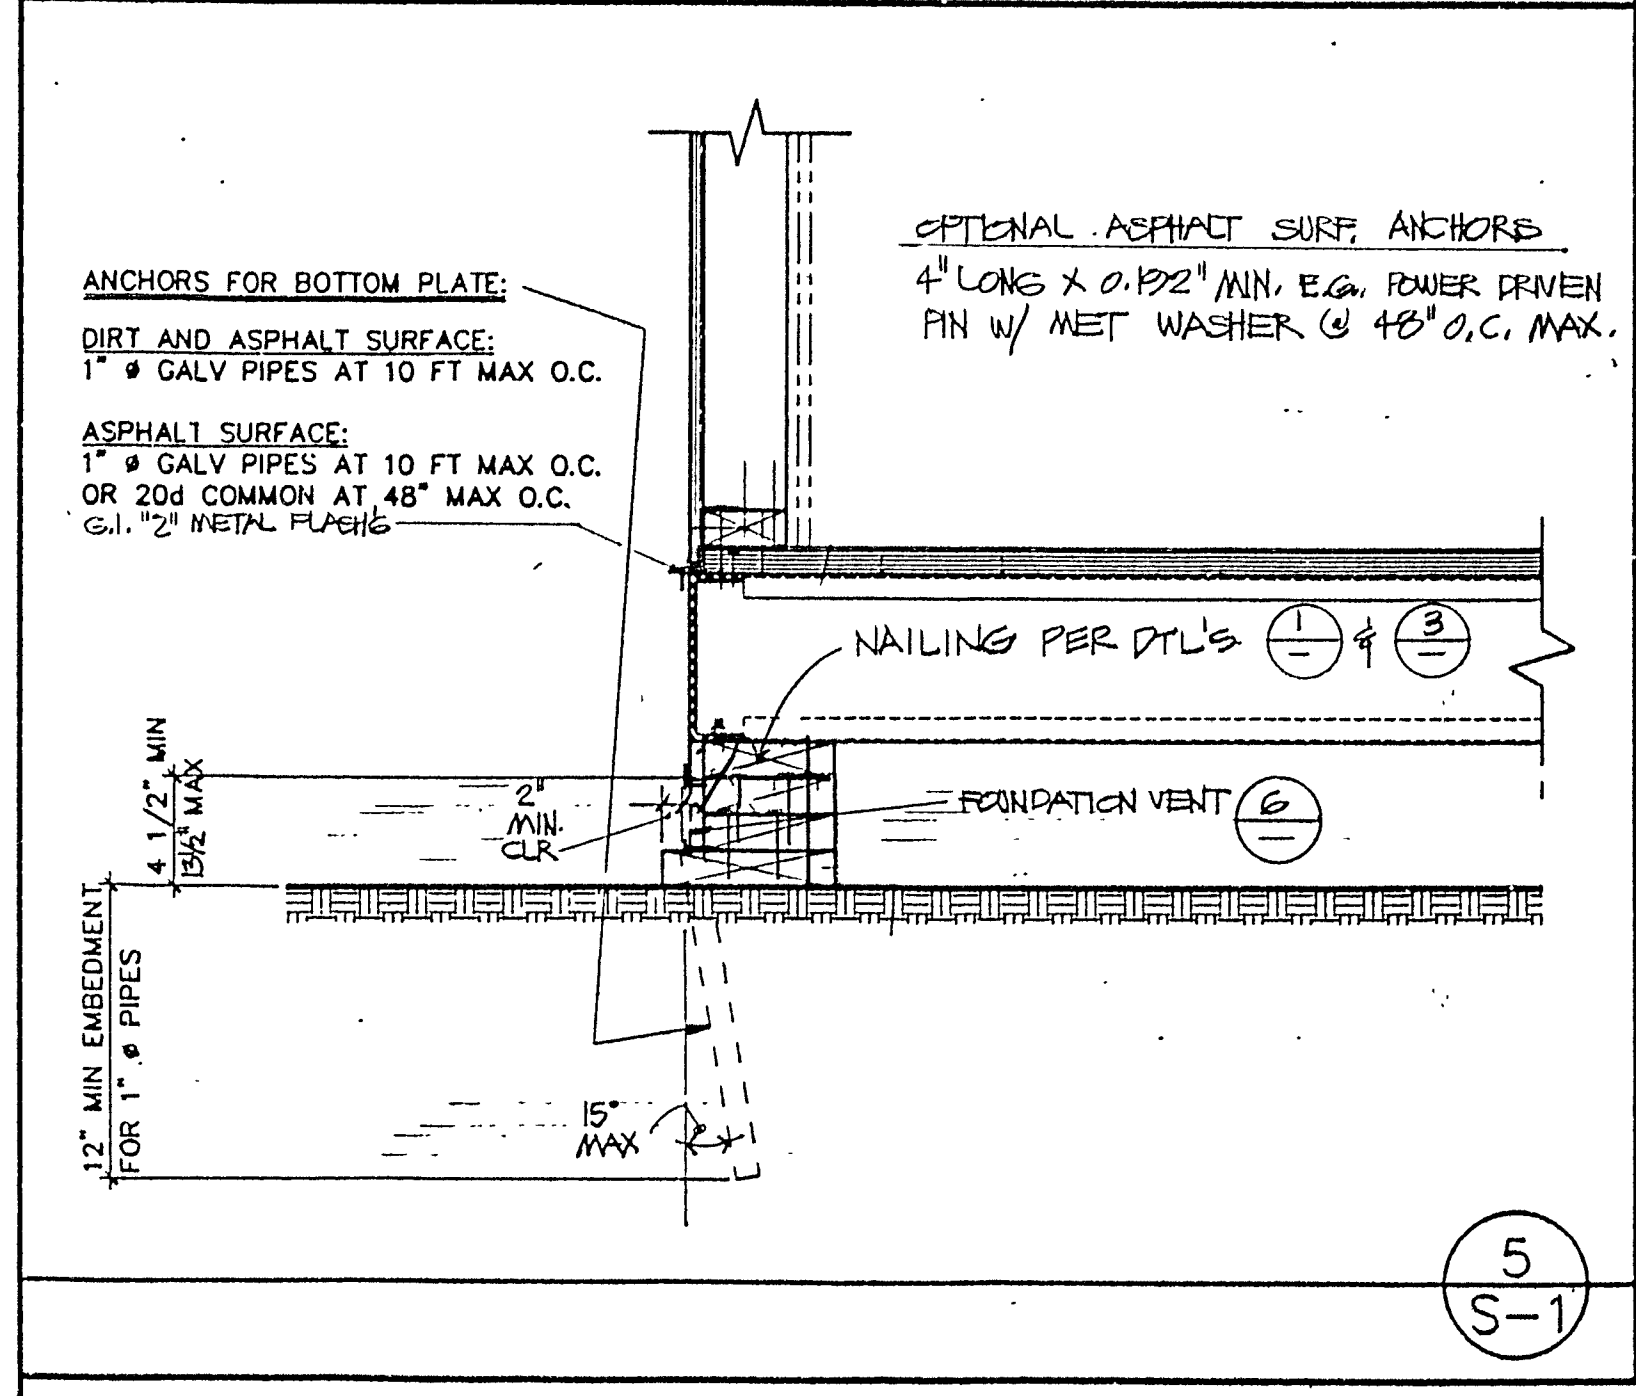 OPTIONAL ASPHALT SURF. ANCHORS
4" LONG X 0.192" MIN. E.G. POWER DRIVEN
PIN W/ MET WASHER @ 48" O.C. MAX.
ANCHORS FOR BOTTOM PLATE:
DIRT AND ASPHALT SURFACE:
1" ø GALV PIPES AT 10 FT MAX O.C.
ASPHALT SURFACE:
1" ø GALV PIPES AT 10 FT MAX O.C.
OR 20d COMMON AT 48" MAX O.C.
G.I. "Z" METAL FLASH'G
NAILING PER DTL'S 1 & 3
4 1/2" MIN
13 1/2" MAX
2"
MIN.
CLR
FOUNDATION VENT 6
12" MIN EMBEDMENT
FOR 1" ø PIPES
15°
MAX
5
S-1